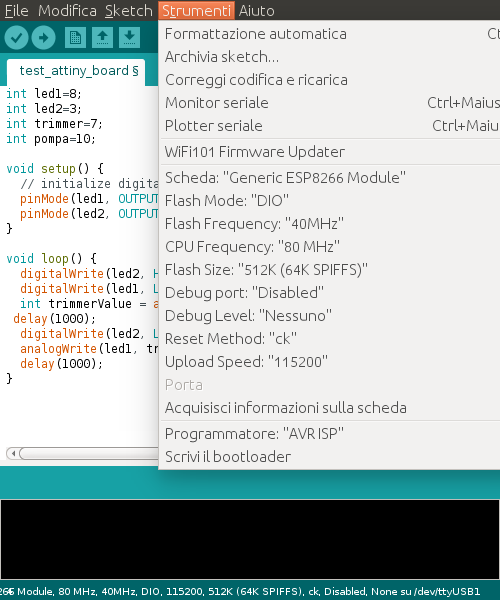 File Modifica Sketch Strumenti Aiuto
test_attiny_board §
int led1=8;
int led2=3;
int trimmer=7;
int pompa=10;
void setup() {
// initialize digita
pinMode(led1, OUTPUT
pinMode(led2, OUTPUT
}
void loop() {
digitalWrite(led2, H
digitalWrite(led1, L
int trimmerValue = a
delay(1000);
digitalWrite(led2, L
analogWrite(led1, tr
delay(1000);
}
Formattazione automatica Ct
Archivia sketch...
Correggi codifica e ricarica
Monitor seriale Ctrl+Maius
Plotter seriale Ctrl+Maiu
WiFi101 Firmware Updater
Scheda: "Generic ESP8266 Module"
Flash Mode: "DIO"
Flash Frequency: "40MHz"
CPU Frequency: "80 MHz"
Flash Size: "512K (64K SPIFFS)"
Debug port: "Disabled"
Debug Level: "Nessuno"
Reset Method: "ck"
Upload Speed: "115200"
Porta
Acquisisci informazioni sulla scheda
Programmatore: "AVR ISP"
Scrivi il bootloader
Module, 80 MHz, 40MHz, DIO, 115200, 512K (64K SPIFFS), ck, Disabled, None su /dev/ttyUSB1